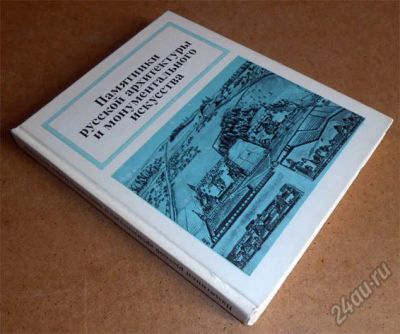 Памятники
русской архитектуры
и монументального
искусства
24au.ru